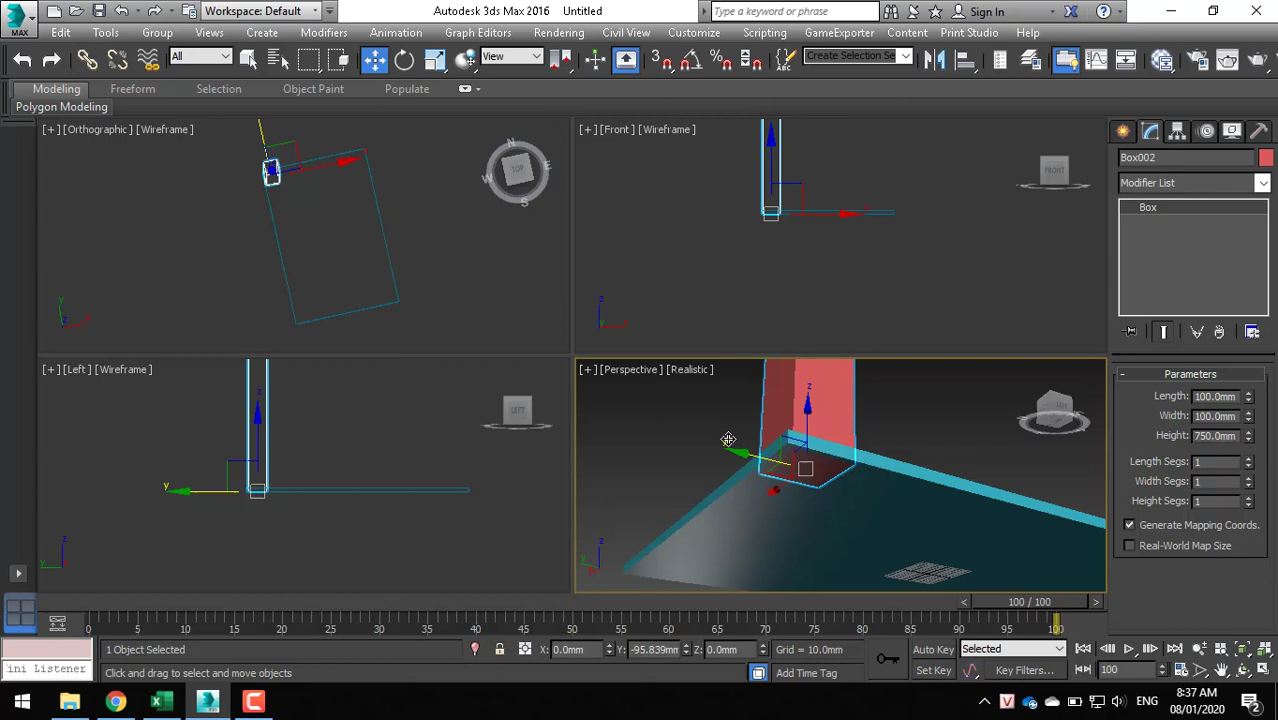 MAX
Workspace: Default
Autodesk 3ds Max 2016 Untitled
Type a keyword or phrase
Sign In
Edit Tools Group Views Create Modifiers Animation Graph Editors Rendering Civil View Customize Scripting GameExporter Content Print Studio Help
All
View
3
Create Selection Se
Modeling Freeform Selection Object Paint Populate
Polygon Modeling
[+] [Orthographic] [Wireframe]
N
W TOP E
S
[+] [Front] [Wireframe]
FRONT
[+] [Left] [Wireframe]
LEFT
[+] [Perspective] [Realistic]
Box002
Modifier List
Box
- Parameters
Length: 100.0mm
Width: 100.0mm
Height: 750.0mm
Length Segs: 1
Width Segs: 1
Height Segs: 1
Generate Mapping Coords.
Real-World Map Size
< 100 / 100 >
0 5 10 15 20 25 30 35 40 45 50 55 60 65 70 75 80 85 90 95 100
1 Object Selected
X: 0.0mm
Y: -95.839mm
Z: 0.0mm
Grid = 10.0mm
Auto Key
Selected
ini Listener
Click and drag to select and move objects
Add Time Tag
Set Key
Key Filters...
100
ENG
8:37 AM
08/01/2020
2